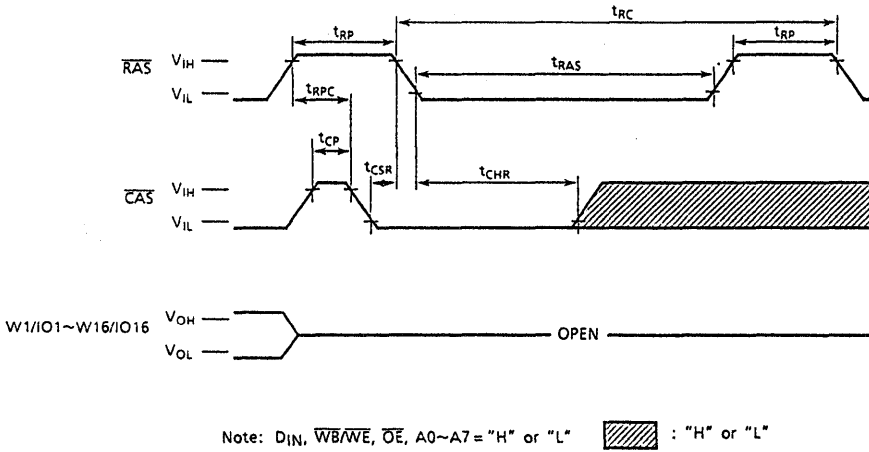 tRC
tRP
tRP
RAS
VIH
VIL
tRAS
tRPC
tCP
tCSR
tCHR
CAS
VIH
VIL
W1/IO1~W16/IO16
VOH
VOL
OPEN
Note: DIN, WB/WE, OE, A0~A7 = "H" or "L" : "H" or "L"